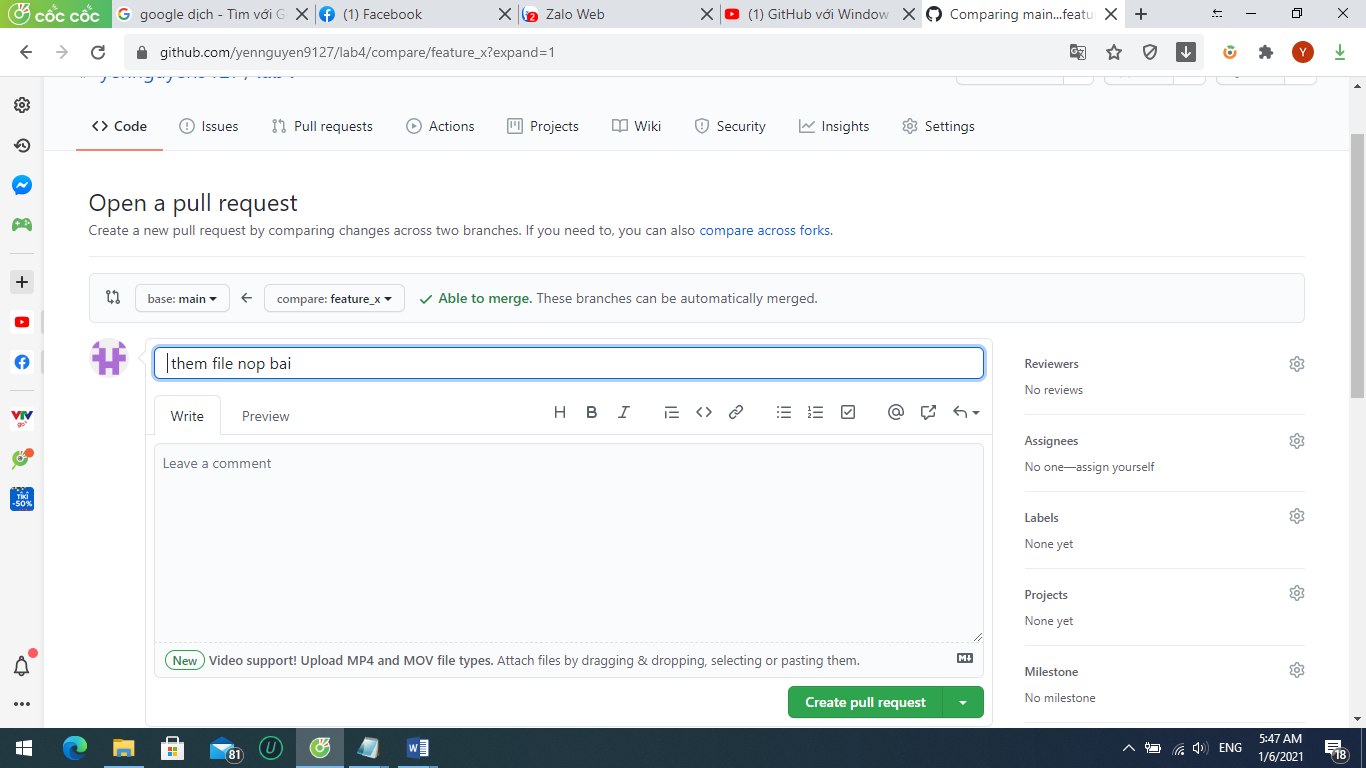 cốc cốc
google dịch - Tìm với G
(1) Facebook
Zalo Web
(1) GitHub với Window
Comparing main...featu
github.com/yennguyen9127/lab4/compare/feature_x?expand=1
Y
Code
Issues
Pull requests
Actions
Projects
Wiki
Security
Insights
Settings
Open a pull request
Create a new pull request by comparing changes across two branches. If you need to, you can also compare across forks.
base: main
compare: feature_x
Able to merge. These branches can be automatically merged.
them file nop bai
Write
Preview
Leave a comment
New Video support! Upload MP4 and MOV file types. Attach files by dragging & dropping, selecting or pasting them.
Create pull request
Reviewers
No reviews
Assignees
No one—assign yourself
Labels
None yet
Projects
None yet
Milestone
No milestone
VTV
go
TIKI
-50%
81
ENG
5:47 AM
1/6/2021
18